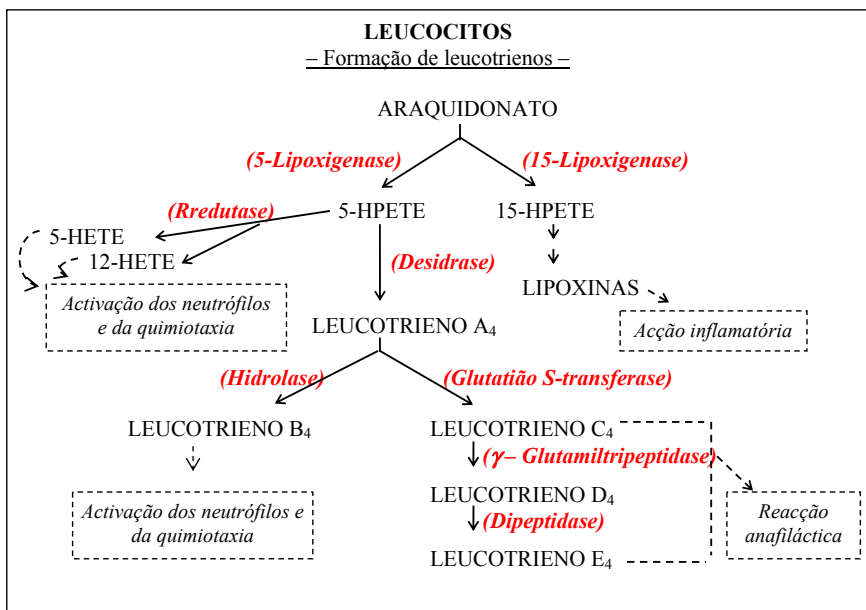 LEUCOCITOS
– Formação de leucotrienos –
ARAQUIDONATO
(5-Lipoxigenase) (15-Lipoxigenase)
(Rredutase) 5-HPETE 15-HPETE
5-HETE
12-HETE (Desidrase)
LIPOXINAS
Activação dos neutrófilos
e da quimiotaxia
LEUCOTRIENO A4 Acção inflamatória
(Hidrolase) (Glutatião S-transferase)
LEUCOTRIENO B4 LEUCOTRIENO C4
(γ– Glutamiltripeptidase)
Activação dos neutrófilos e
da quimiotaxia
LEUCOTRIENO D4
(Dipeptidase)
LEUCOTRIENO E4
Reacção
anafiláctica